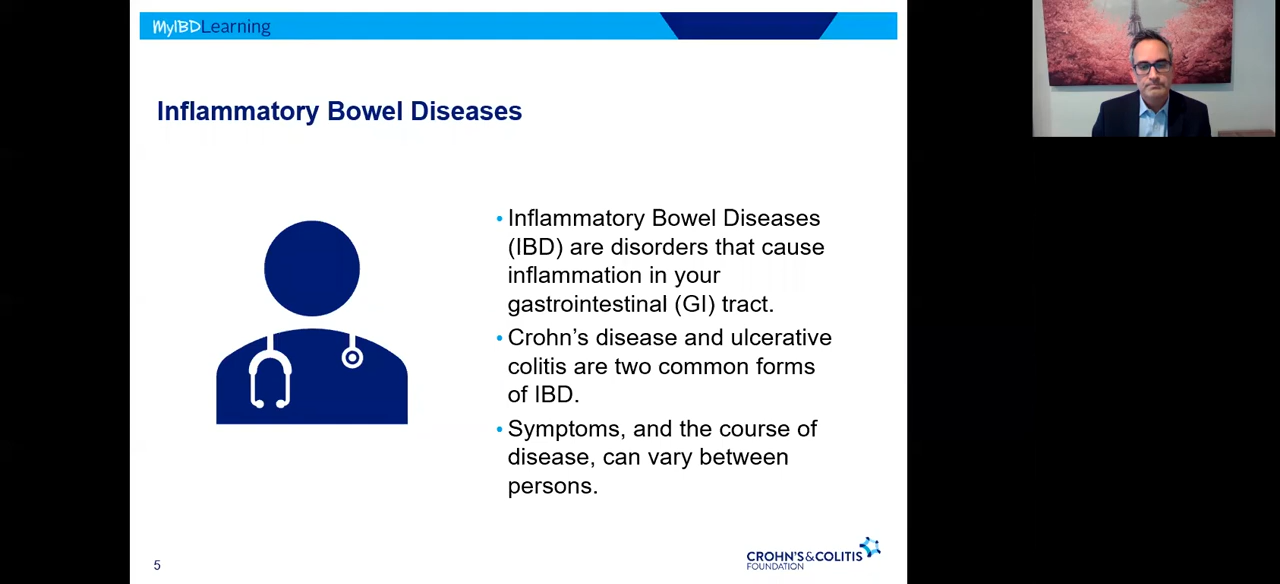 MyIBDLearning
Inflammatory Bowel Diseases
• Inflammatory Bowel Diseases
(IBD) are disorders that cause
inflammation in your
gastrointestinal (GI) tract.
• Crohn’s disease and ulcerative
colitis are two common forms
of IBD.
• Symptoms, and the course of
disease, can vary between
persons.
5
CROHN'S & COLITIS
FOUNDATION